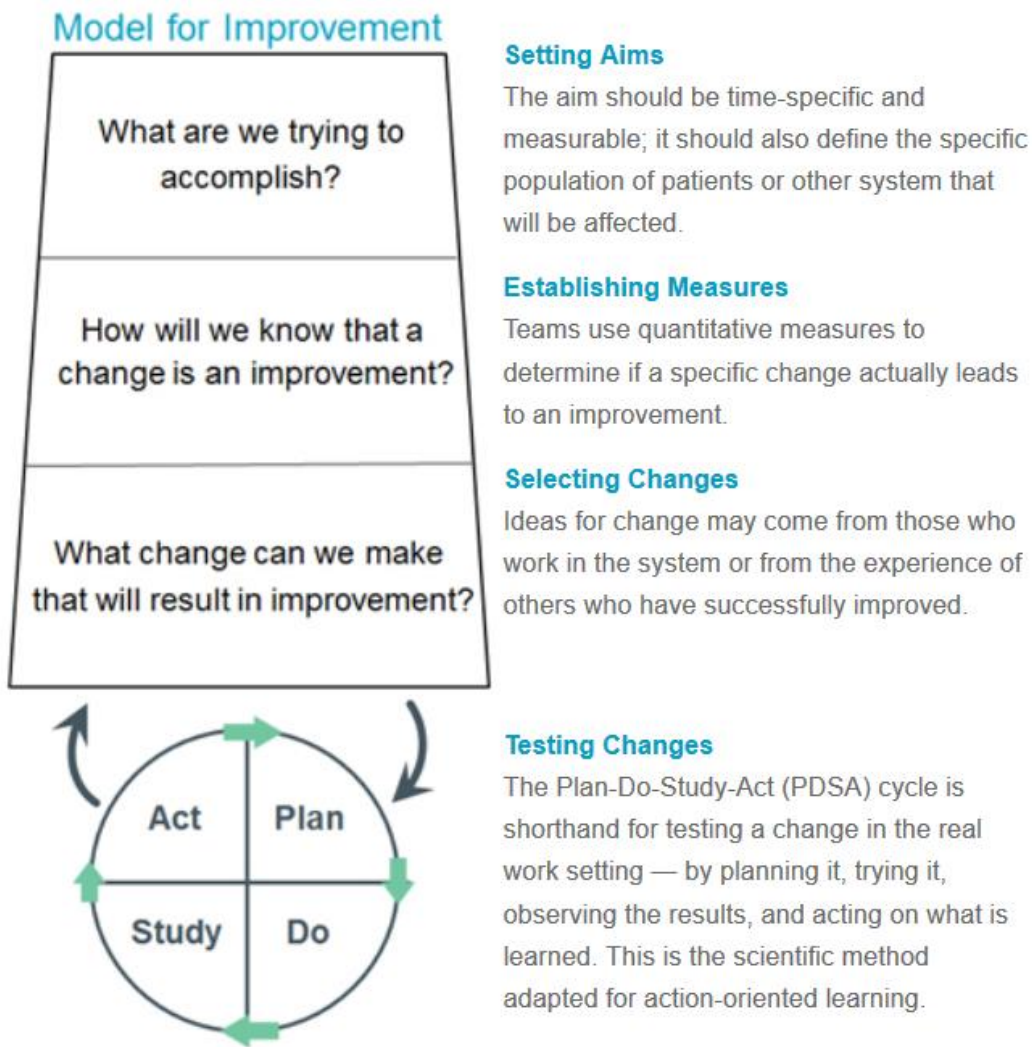 Model for Improvement
What are we trying to
accomplish?
How will we know that a
change is an improvement?
What change can we make
that will result in improvement?
Act
Plan
Study
Do
Setting Aims
The aim should be time-specific and
measurable; it should also define the specific
population of patients or other system that
will be affected.
Establishing Measures
Teams use quantitative measures to
determine if a specific change actually leads
to an improvement.
Selecting Changes
Ideas for change may come from those who
work in the system or from the experience of
others who have successfully improved.
Testing Changes
The Plan-Do-Study-Act (PDSA) cycle is
shorthand for testing a change in the real
work setting — by planning it, trying it,
observing the results, and acting on what is
learned. This is the scientific method
adapted for action-oriented learning.